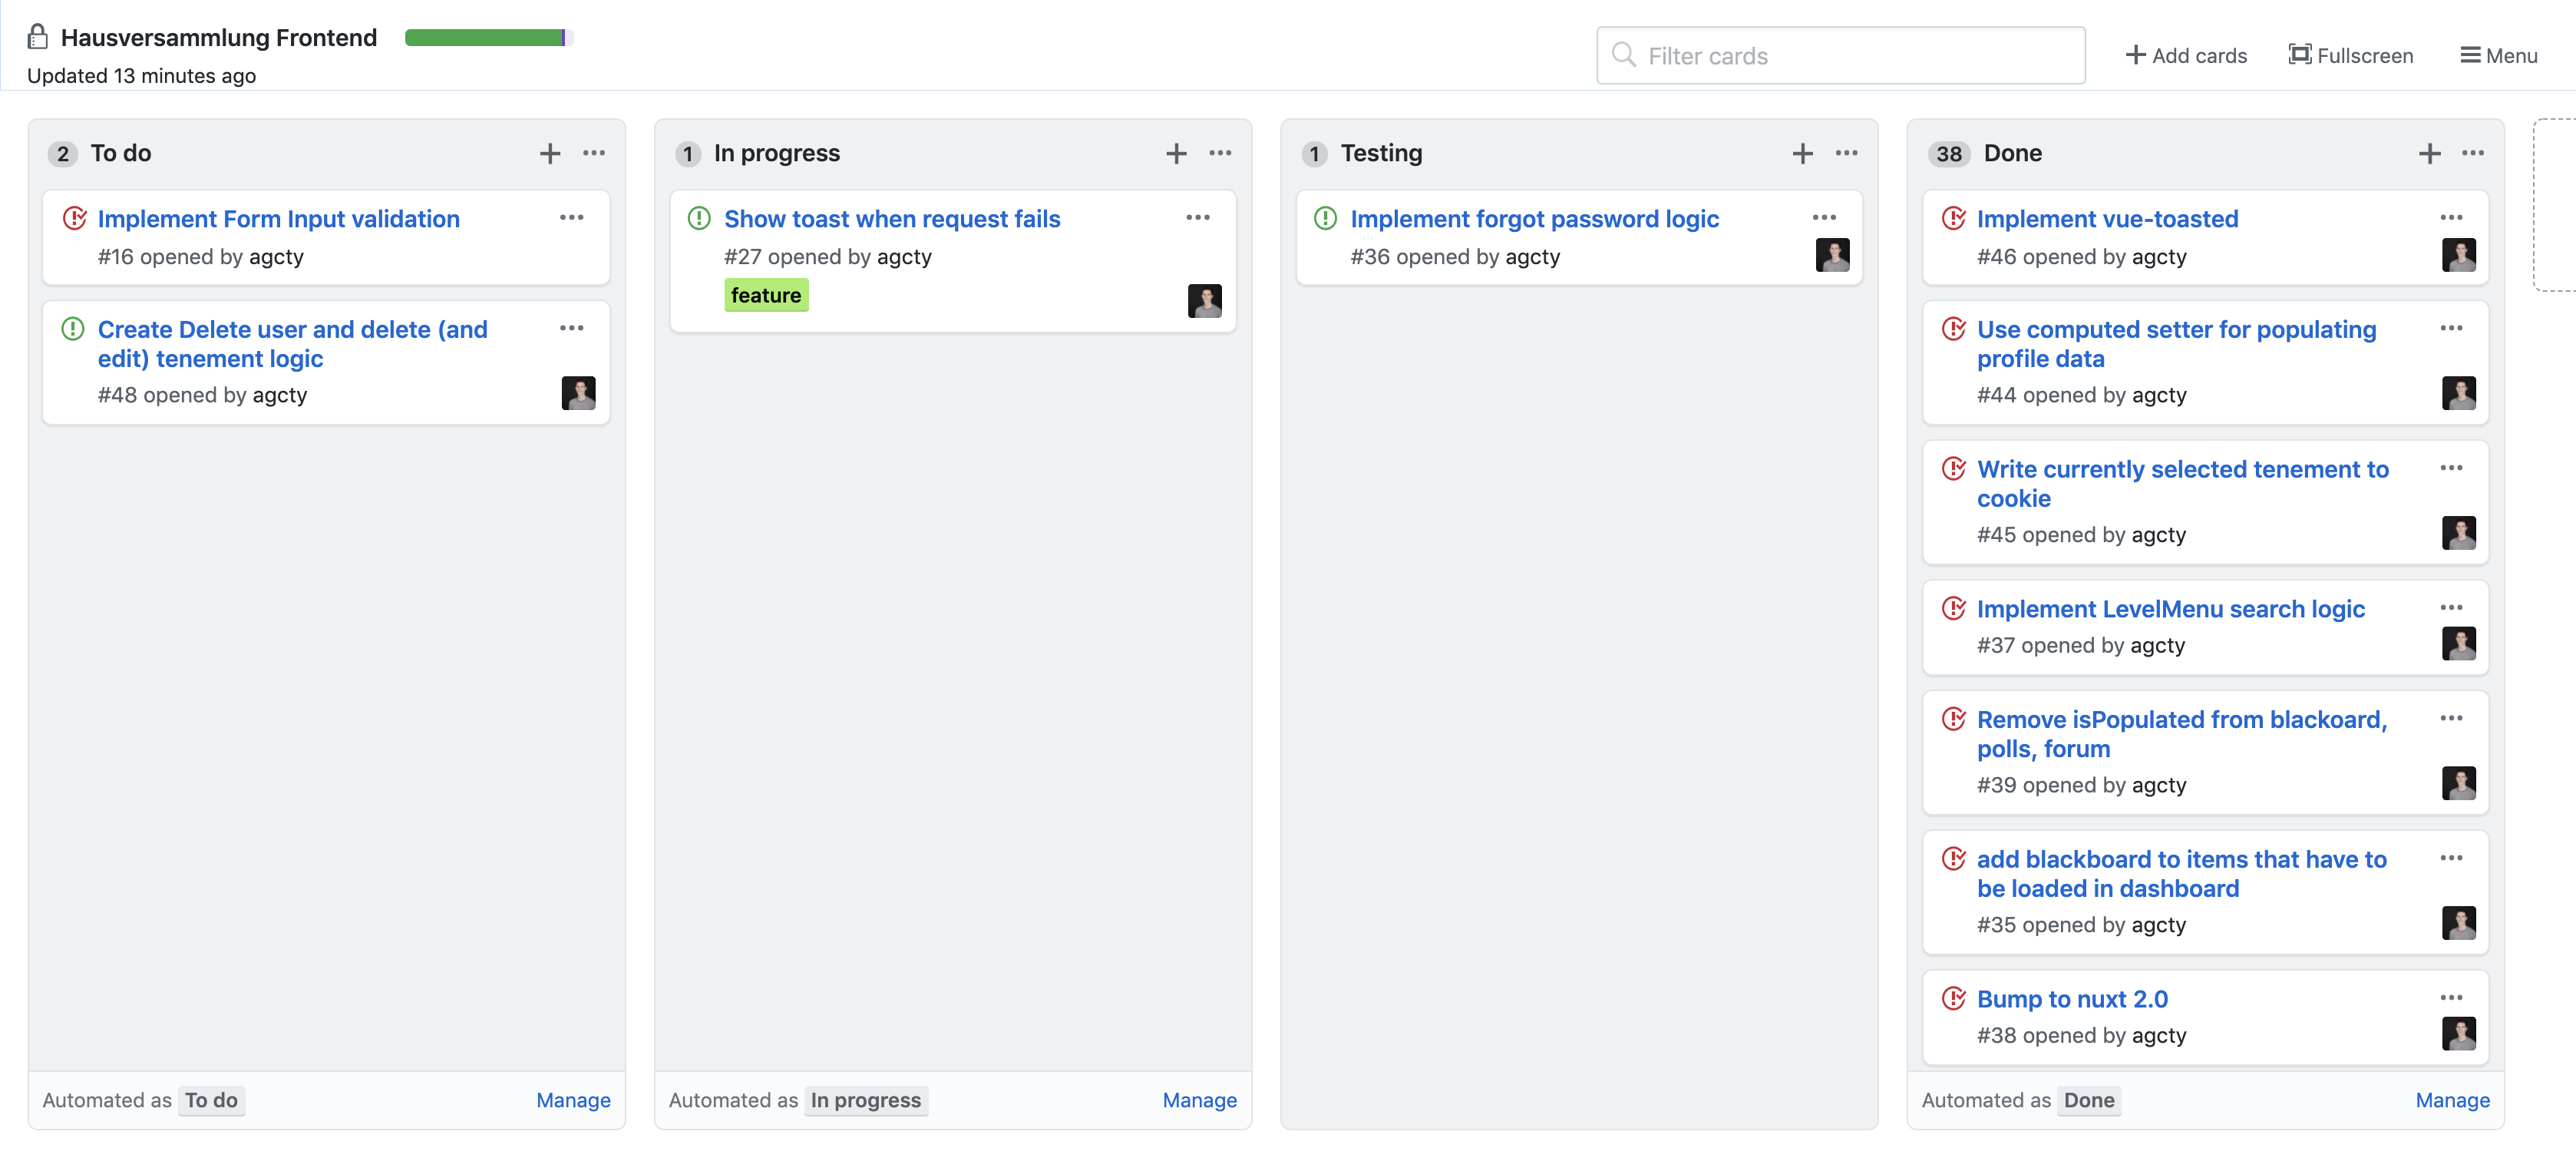 Hausversammlung Frontend
Updated 13 minutes ago
Filter cards
Add cards
Fullscreen
Menu
2 To do
Implement Form Input validation
#16 opened by agcty
Create Delete user and delete (and
edit) tenement logic
#48 opened by agcty
Automated as To do
Manage
1 In progress
Show toast when request fails
#27 opened by agcty
feature
Automated as In progress
Manage
1 Testing
Implement forgot password logic
#36 opened by agcty
38 Done
Implement vue-toasted
#46 opened by agcty
Use computed setter for populating
profile data
#44 opened by agcty
Write currently selected tenement to
cookie
#45 opened by agcty
Implement LevelMenu search logic
#37 opened by agcty
Remove isPopulated from blackoard,
polls, forum
#39 opened by agcty
add blackboard to items that have to
be loaded in dashboard
#35 opened by agcty
Bump to nuxt 2.0
#38 opened by agcty
Automated as Done
Manage